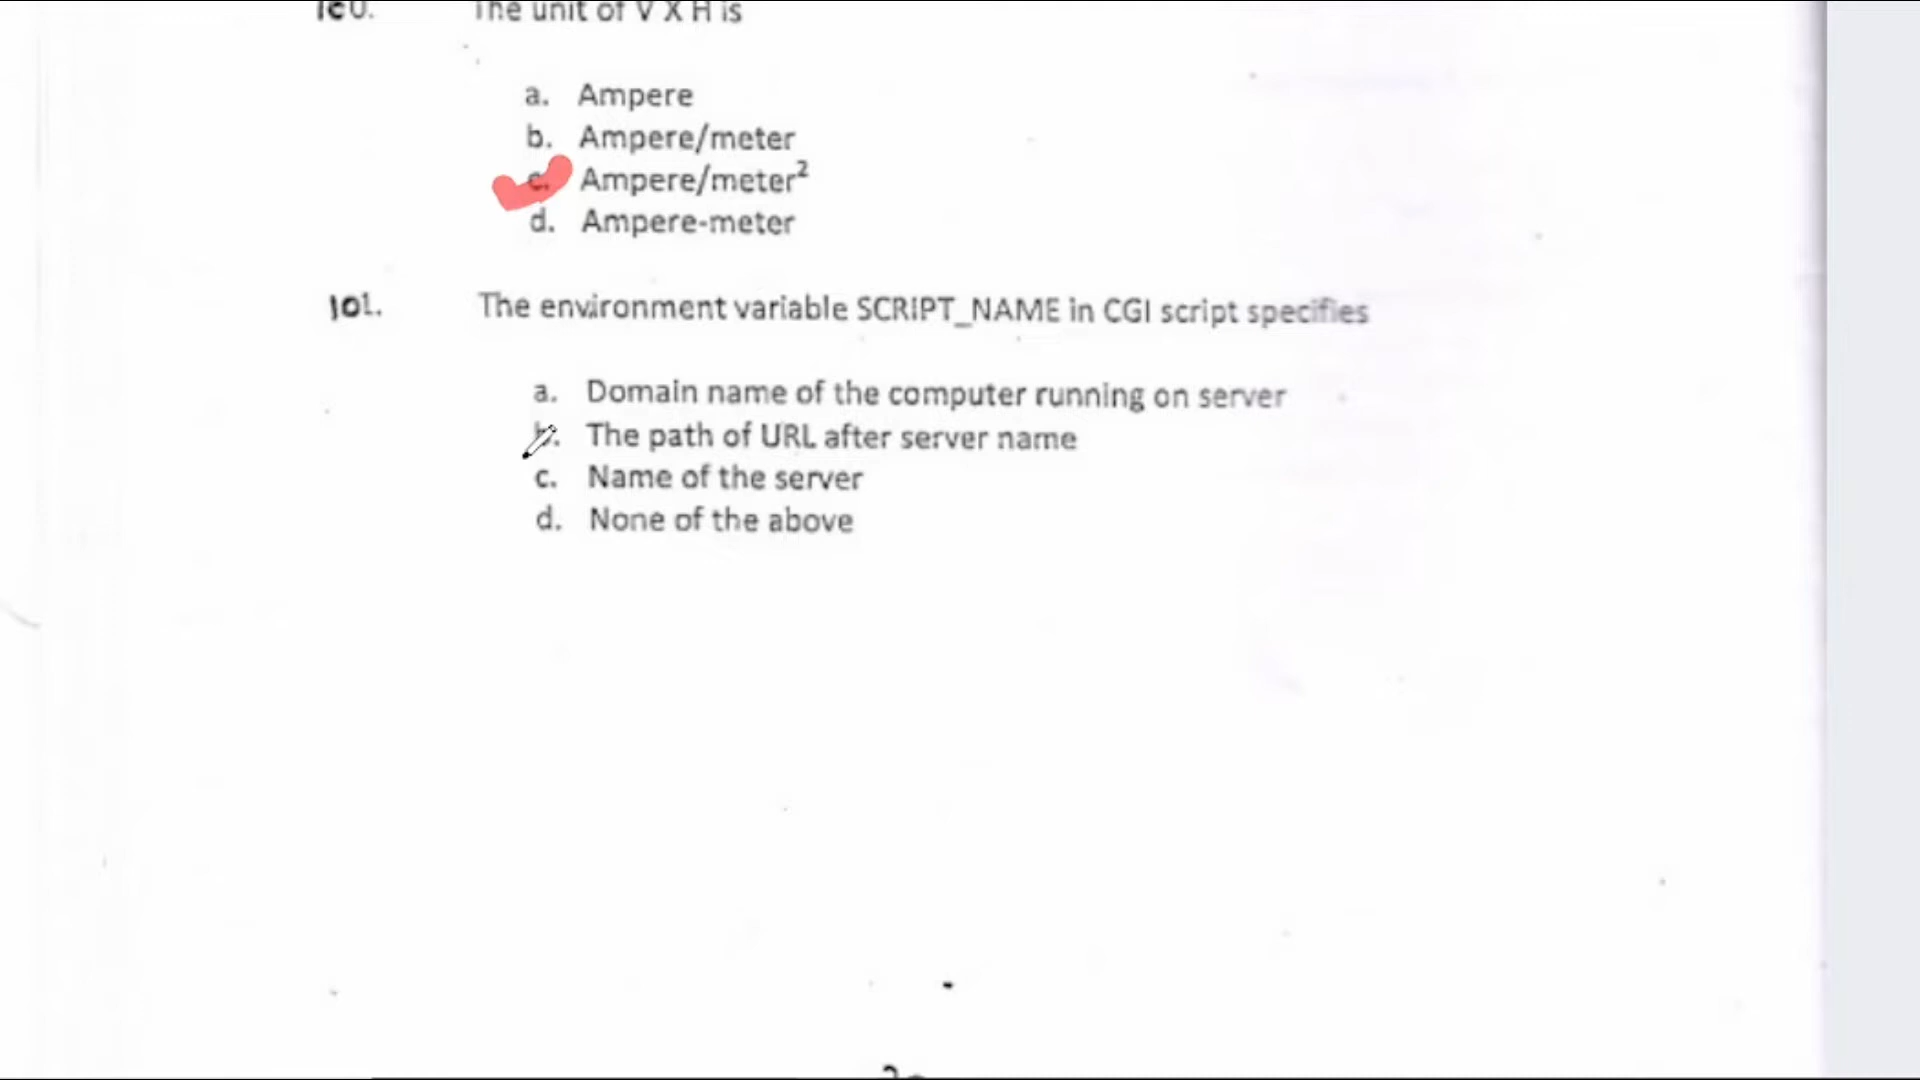 The unit of V X H is
a. Ampere
b. Ampere/meter
c. Ampere/meter²
d. Ampere-meter
101. The environment variable SCRIPT_NAME in CGI script specifies
a. Domain name of the computer running on server
b. The path of URL after server name
c. Name of the server
d. None of the above